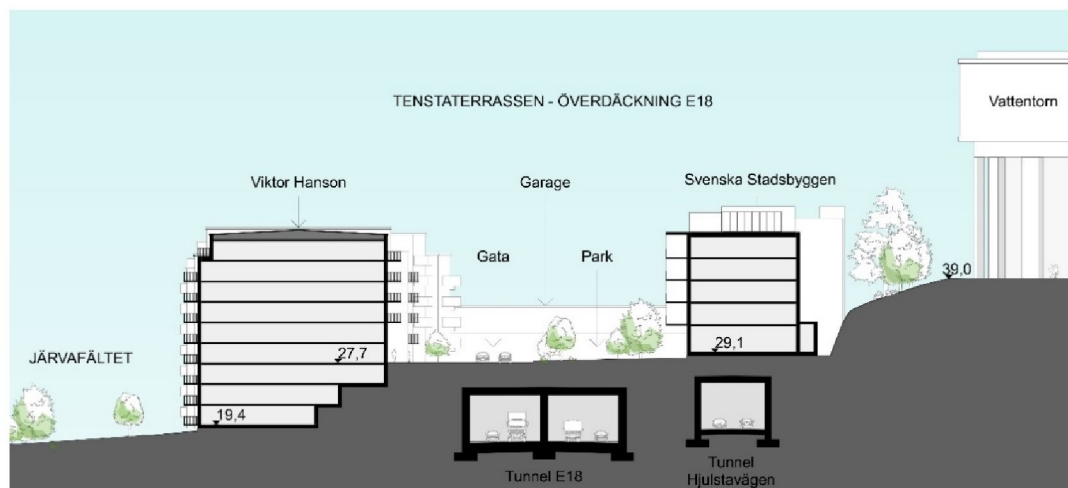 TENSTATERRASSEN - ÖVERDÄCKNING E18
Vattentorn
Viktor Hanson
Garage
Svenska Stadsbyggen
Gata
Park
39,0
JÄRVAFÄLTET
27,7
29,1
19,4
Tunnel E18
Tunnel
Hjulstavägen